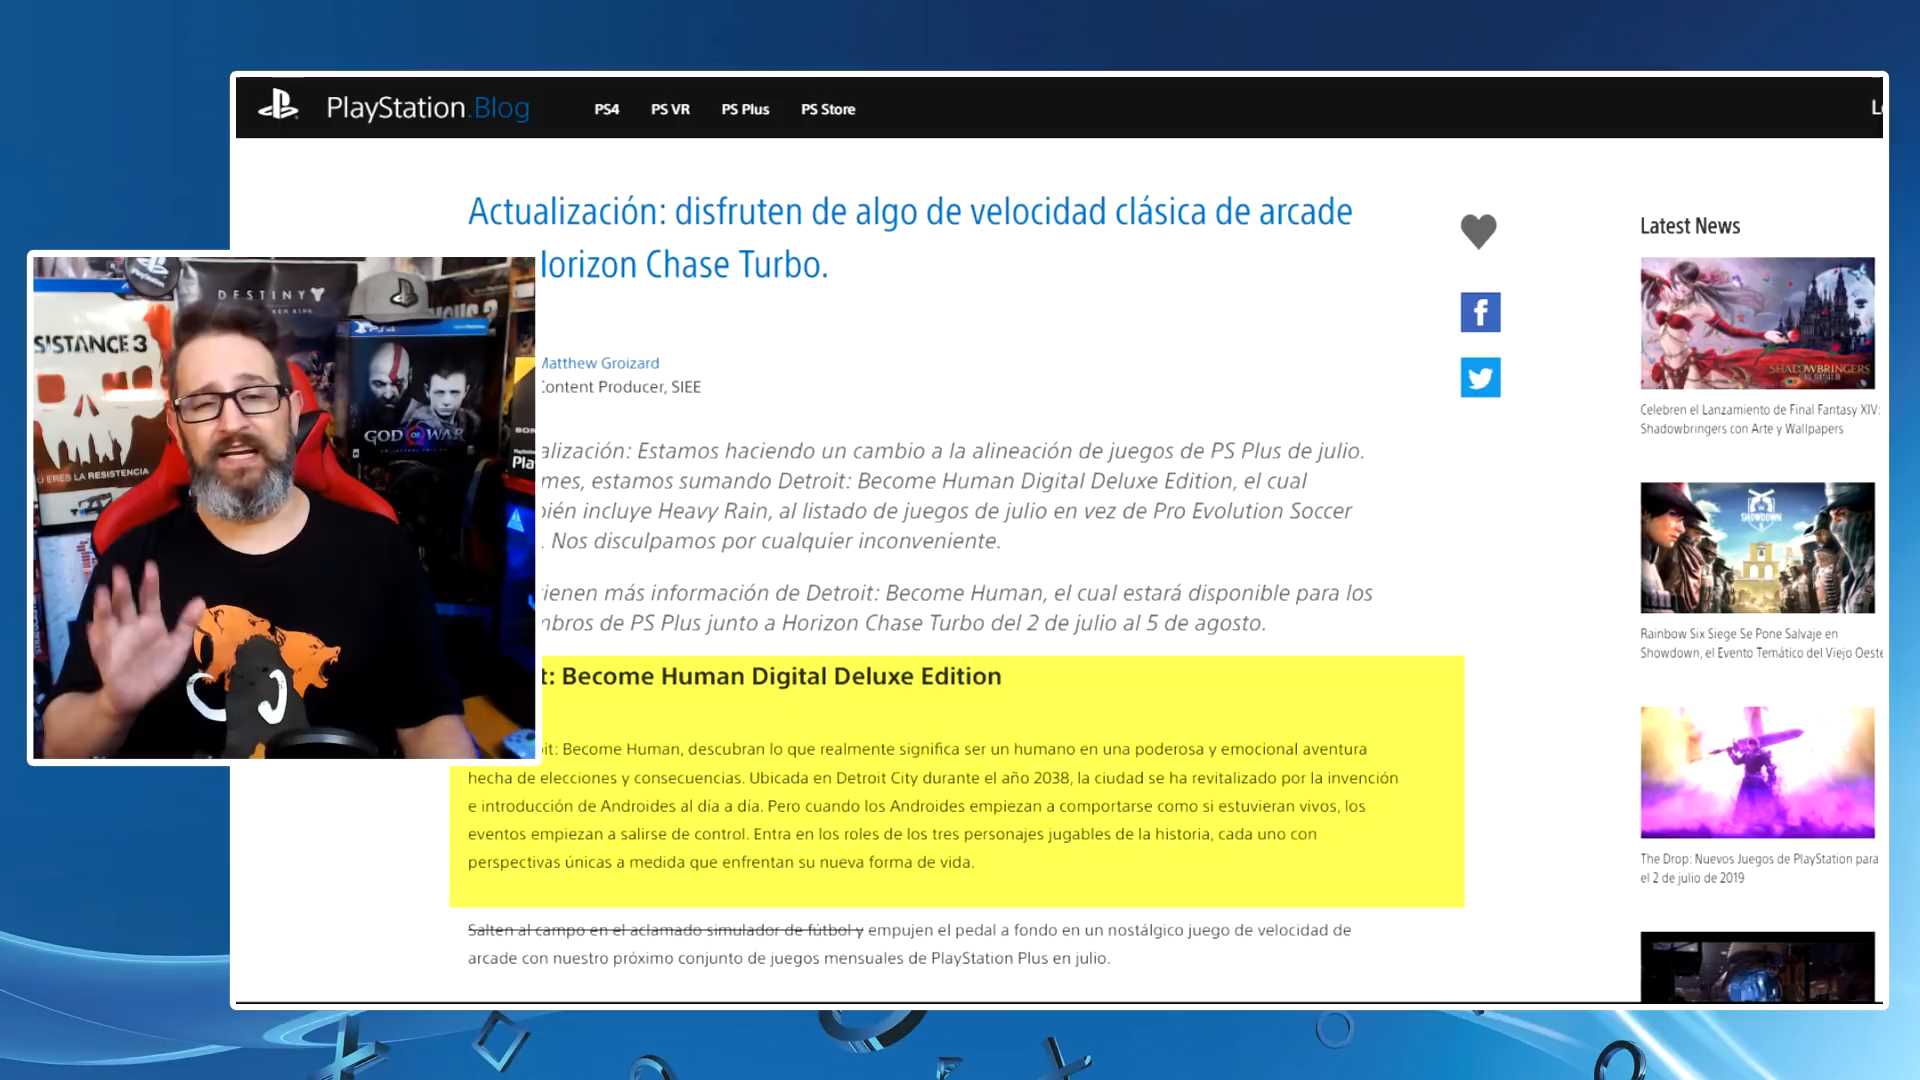 PlayStation.Blog
PS4 PS VR PS Plus PS Store
Actualización: disfruten de algo de velocidad clásica de arcade
lorizon Chase Turbo.
Matthew Groizard
Content Producer, SIEE
alización: Estamos haciendo un cambio a la alineación de juegos de PS Plus de julio.
mes, estamos sumando Detroit: Become Human Digital Deluxe Edition, el cual
bién incluye Heavy Rain, al listado de juegos de julio en vez de Pro Evolution Soccer
. Nos disculpamos por cualquier inconveniente.
ienen más información de Detroit: Become Human, el cual estará disponible para los
mbros de PS Plus junto a Horizon Chase Turbo del 2 de julio al 5 de agosto.
t: Become Human Digital Deluxe Edition
it: Become Human, descubran lo que realmente significa ser un humano en una poderosa y emocional aventura
hecha de elecciones y consecuencias. Ubicada en Detroit City durante el año 2038, la ciudad se ha revitalizado por la invención
e introducción de Androides al día a día. Pero cuando los Androides empiezan a comportarse como si estuvieran vivos, los
eventos empiezan a salirse de control. Entra en los roles de los tres personajes jugables de la historia, cada uno con
perspectivas únicas a medida que enfrentan su nueva forma de vida.
Salten al campo en el aclamado simulador de fútbol y empujen el pedal a fondo en un nostálgico juego de velocidad de
arcade con nuestro próximo conjunto de juegos mensuales de PlayStation Plus en julio.
Latest News
SHADOWBRINGERS
Celebren el Lanzamiento de Final Fantasy XIV:
Shadowbringers con Arte y Wallpapers
SHOWDOWN
Rainbow Six Siege Se Pone Salvaje en
Showdown, el Evento Temático del Viejo Oeste
The Drop: Nuevos Juegos de PlayStation para
el 2 de julio de 2019
DESTINY
SISTANCE 3
U ERES LA RESISTENCIA
PS4
GOD OF WAR